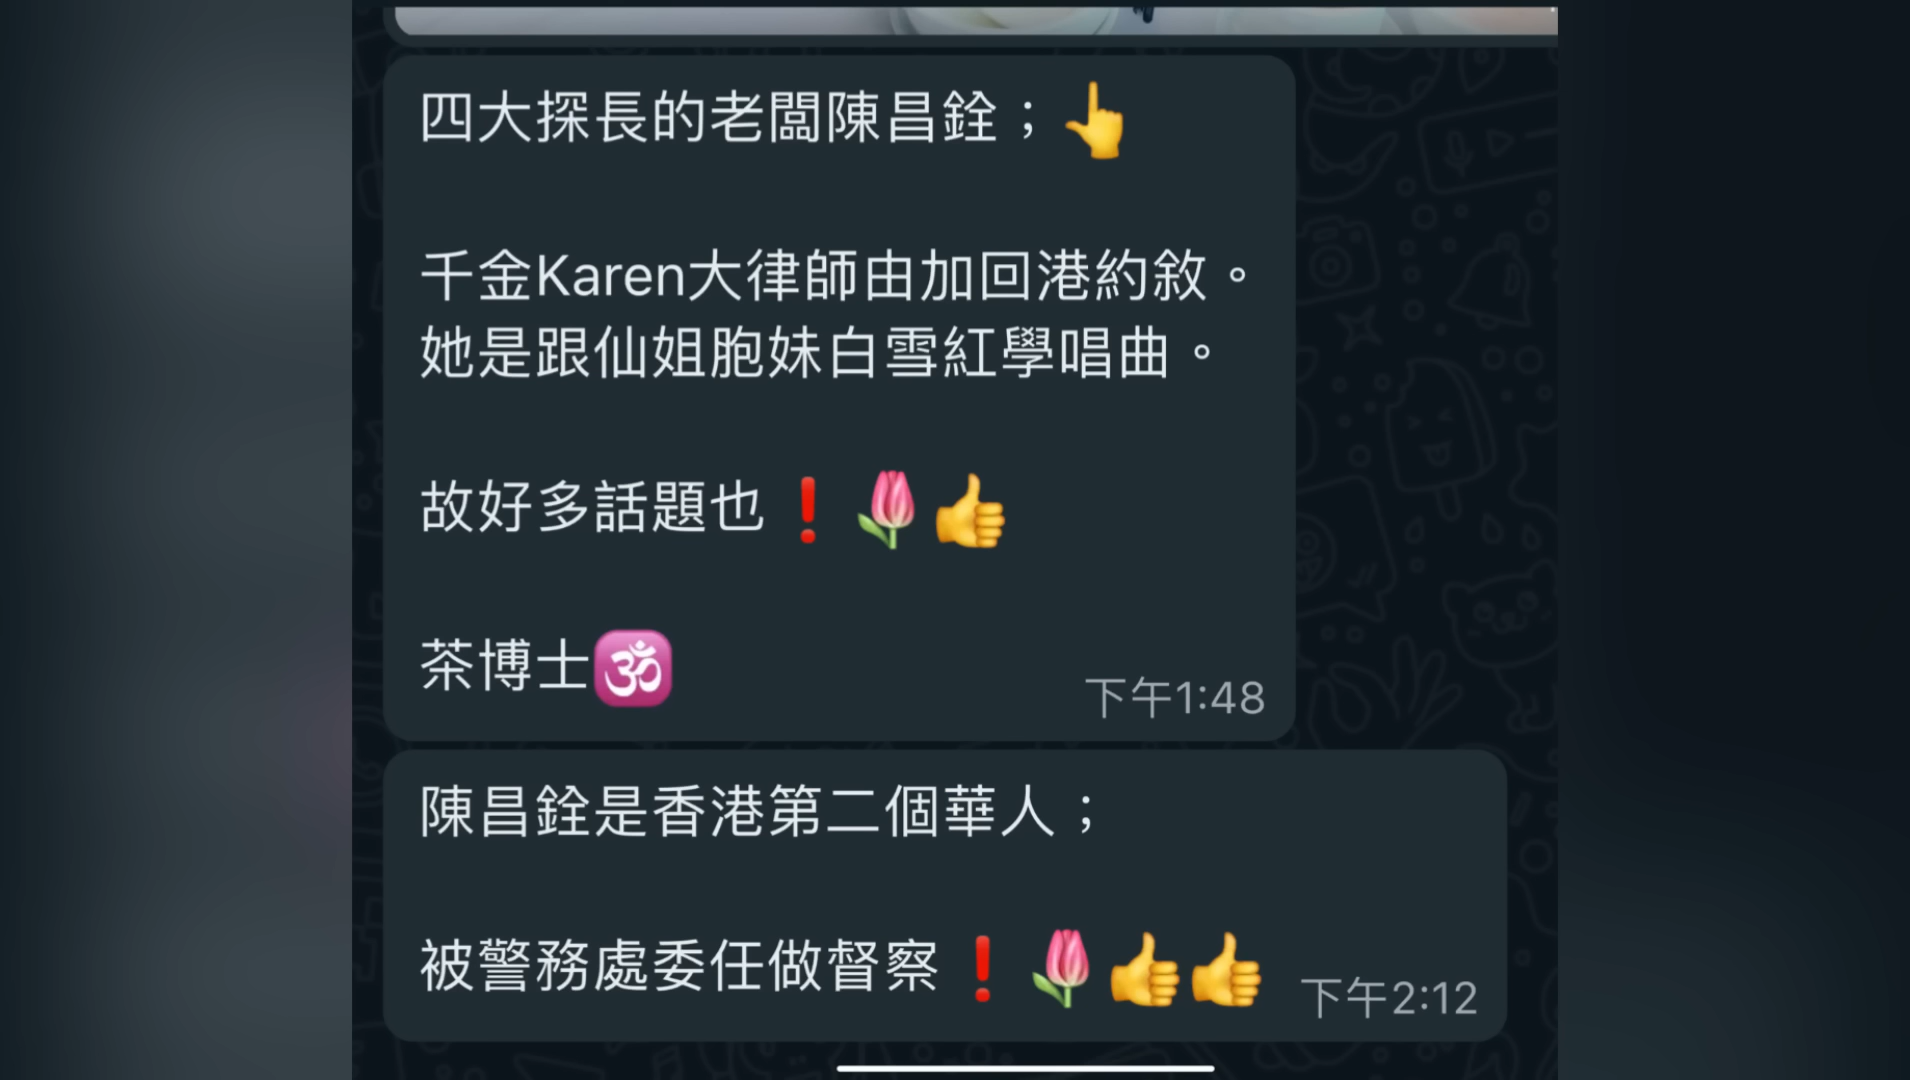 四大探長的老闆陳昌銓；👆
千金Karen大律師由加回港約敘。
她是跟仙姐胞妹白雪紅學唱曲。
故好多話題也❗🌷👍
茶博士🕉
下午1:48
陳昌銓是香港第二個華人；
被警務處委任做督察❗🌷👍👍
下午2:12